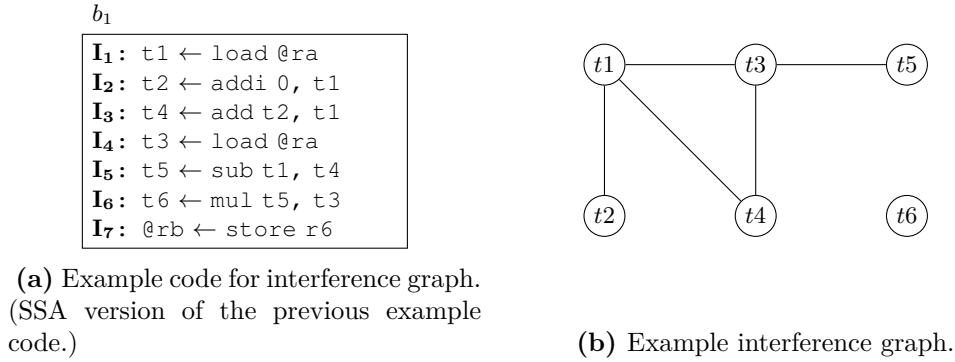 b1
I1: t1 ← load @ra
I2: t2 ← addi 0, t1
I3: t4 ← add t2, t1
I4: t3 ← load @ra
I5: t5 ← sub t1, t4
I6: t6 ← mul t5, t3
I7: @rb ← store r6
(a) Example code for interference graph.
(SSA version of the previous example
code.)
t1 t3 t5
t2 t4 t6
(b) Example interference graph.